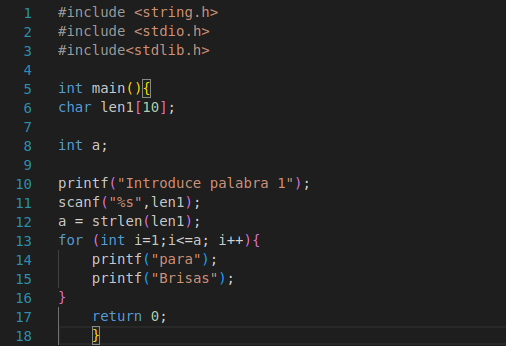 1 #include <string.h>
2 #include <stdio.h>
3 #include<stdlib.h>
4
5 int main(){
6 char len1[10];
7
8 int a;
9
10 printf("Introduce palabra 1");
11 scanf("%s",len1);
12 a = strlen(len1);
13 for (int i=1;i<=a; i++){
14     printf("para");
15     printf("Brisas");
16 }
17     return 0;
18     }